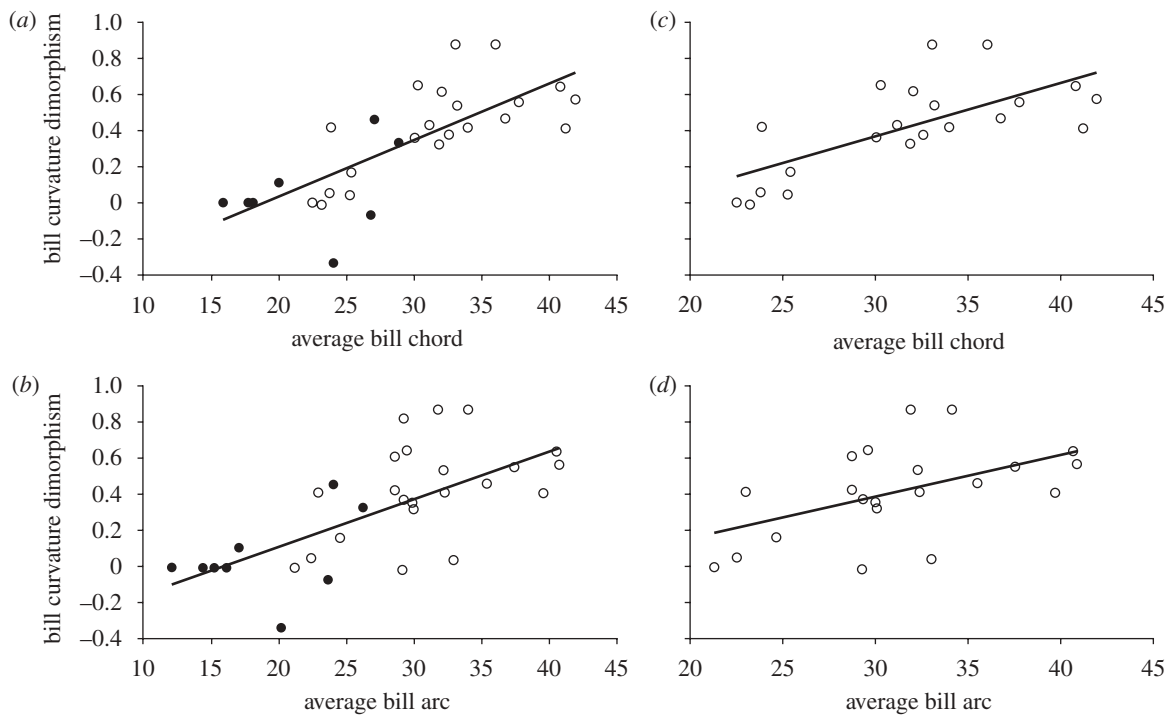 (a)
bill curvature dimorphism
1.0
0.8
0.6
0.4
0.2
0
–0.2
–0.4
10 15 20 25 30 35 40 45
average bill chord
(c)
20 25 30 35 40 45
average bill chord
(b)
bill curvature dimorphism
1.0
0.8
0.6
0.4
0.2
0
–0.2
–0.4
10 15 20 25 30 35 40 45
average bill arc
(d)
20 25 30 35 40 45
average bill arc